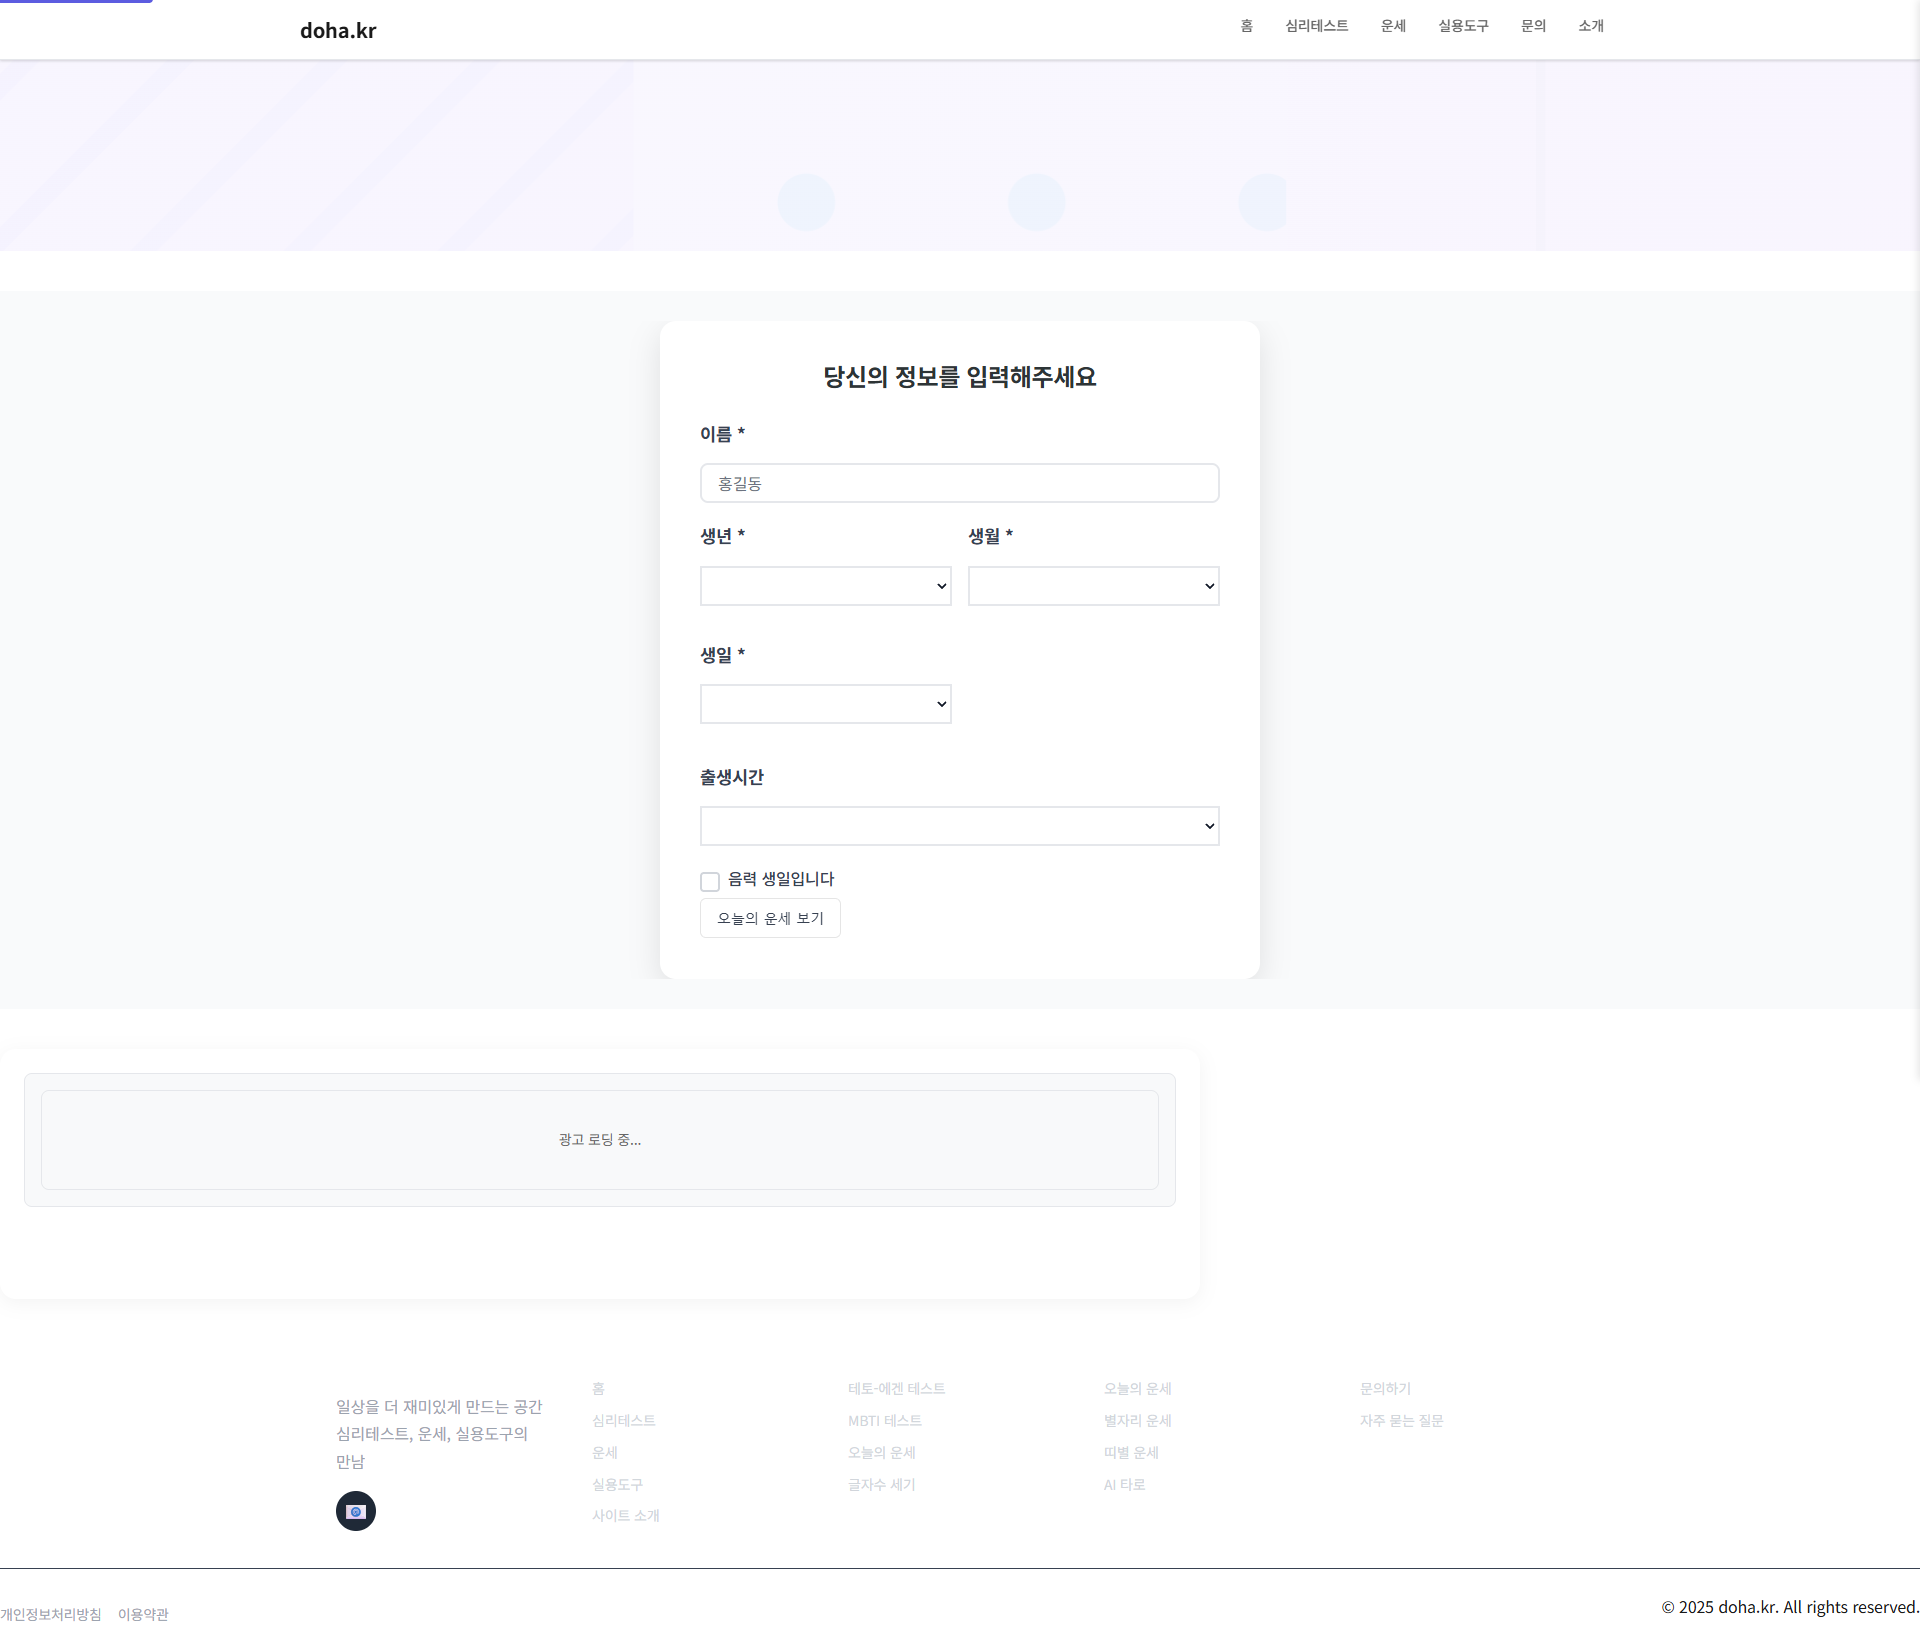 doha.kr
홈 심리테스트 운세 실용도구 문의 소개
당신의 정보를 입력해주세요
이름 *
홍길동
생년 * 생월 *
생일 *
출생시간
음력 생일입니다
오늘의 운세 보기
광고 로딩 중...
일상을 더 재미있게 만드는 공간
심리테스트, 운세, 실용도구의
만남
홈
심리테스트
운세
실용도구
사이트 소개
테토-에겐 테스트
MBTI 테스트
오늘의 운세
글자수 세기
오늘의 운세
별자리 운세
띠별 운세
AI 타로
문의하기
자주 묻는 질문
개인정보처리방침 이용약관
© 2025 doha.kr. All rights reserved.